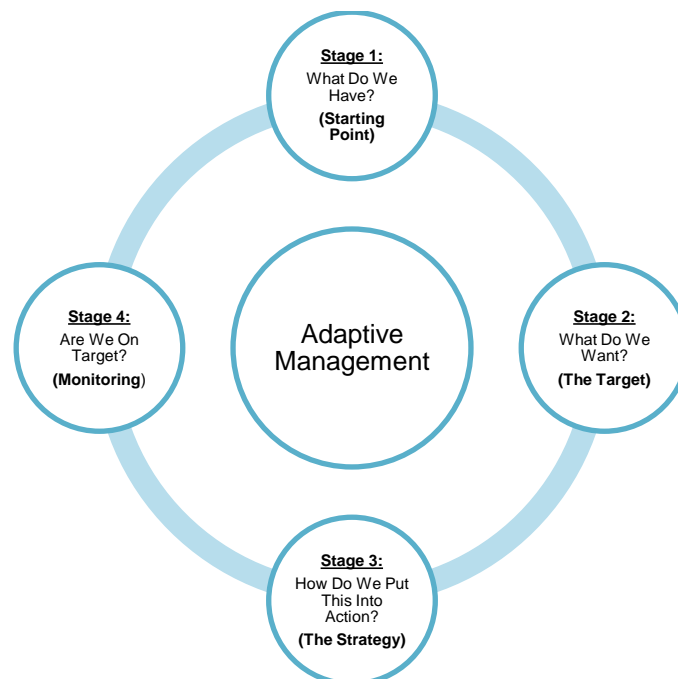 Stage 1:
What Do We
Have?
(Starting
Point)
Adaptive
Management
Stage 2:
What Do We
Want?
(The Target)
Stage 3:
How Do We Put
This Into
Action?
(The Strategy)
Stage 4:
Are We On
Target?
(Monitoring)